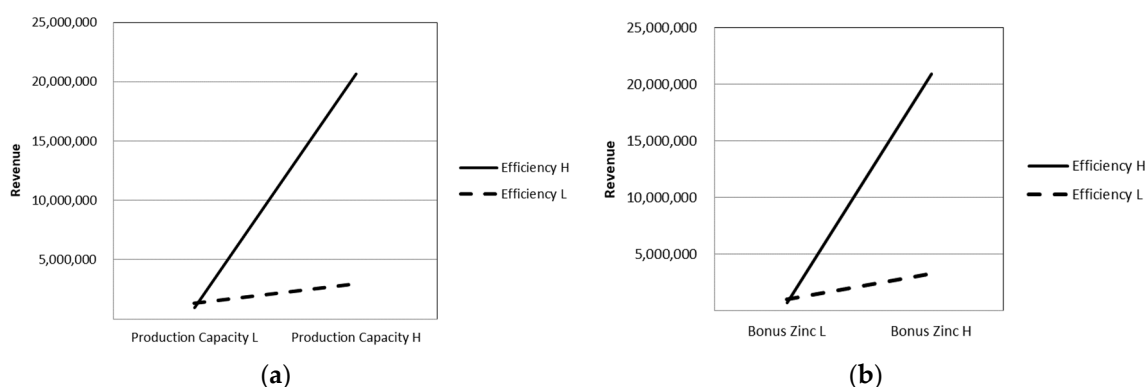 25,000,000
20,000,000
15,000,000
10,000,000
5,000,000
Revenue
Production Capacity L
Production Capacity H
Efficiency H
Efficiency L
(a)
25,000,000
20,000,000
15,000,000
10,000,000
5,000,000
Revenue
Bonus Zinc L
Bonus Zinc H
Efficiency H
Efficiency L
(b)